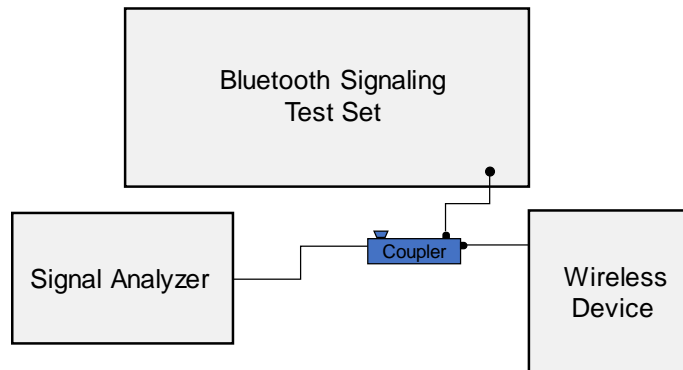 Bluetooth Signaling
Test Set
Signal Analyzer
Coupler
Wireless
Device